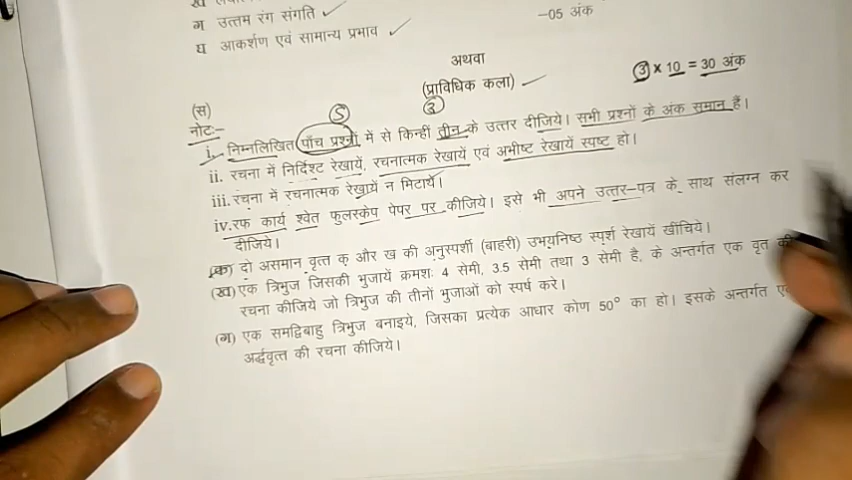 ग उत्तम रंग संगति
-05 अंक
घ आकर्शण एवं सामान्य प्रभाव
अथवा
(प्राविधिक कला)
3 x 10 = 30 अंक
(स)
5
3
नोटः-
i. निम्नलिखित पाँच प्रश्नों में से किन्हीं तीन के उत्तर दीजिये। सभी प्रश्नों के अंक समान हैं।
ii. रचना में निर्दिश्ट रेखायें, रचनात्मक रेखायें एवं अभीष्ट रेखायें स्पष्ट हो।
iii. रचना में रचनात्मक रेखायें न मिटायें।
iv. रफ कार्य श्वेत फुलस्केप पेपर पर कीजिये। इसे भी अपने उत्तर-पत्र के साथ संलग्न कर
दीजिये।
(क) दो असमान वृत्त क और ख की अनुस्पर्शी (बाहरी) उभयनिष्ठ स्पर्श रेखायें खींचिये।
(ख) एक त्रिभुज जिसकी भुजायें क्रमशः 4 सेमी, 3.5 सेमी तथा 3 सेमी है, के अन्तर्गत एक वृत की
रचना कीजिये जो त्रिभुज की तीनों भुजाओं को स्पर्ष करे।
(ग) एक समद्विबाहु त्रिभुज बनाइये, जिसका प्रत्येक आधार कोण 50° का हो। इसके अन्तर्गत
अर्द्धवृत्त की रचना कीजिये।